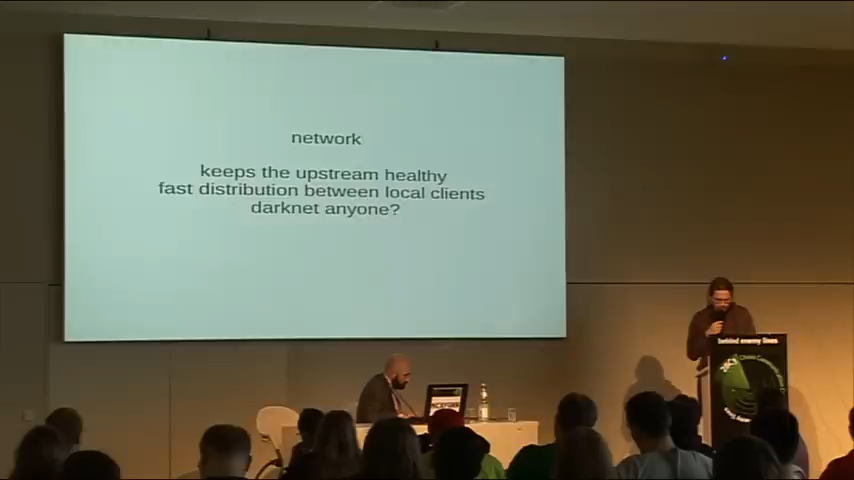 network
keeps the upstream healthy
fast distribution between local clients
darknet anyone?
behind enemy lines